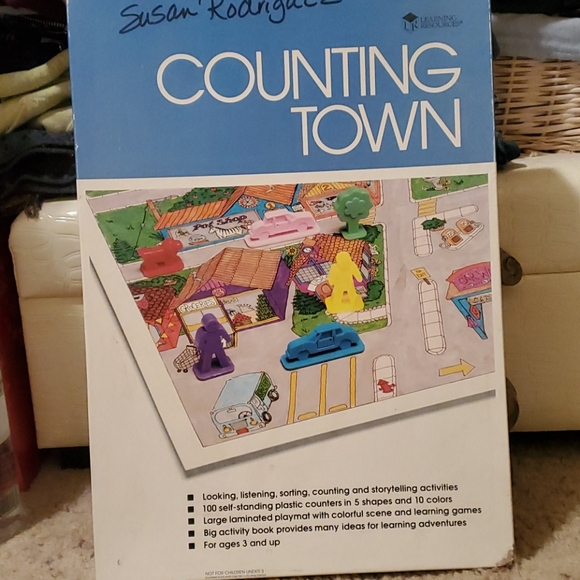 Susan Rodriguez
LEARNING
RESOURCES®
COUNTING
TOWN
Pet Shop
■ Looking, listening, sorting, counting and storytelling activities
■ 100 self-standing plastic counters in 5 shapes and 10 colors
■ Large laminated playmat with colorful scene and learning games
■ Big activity book provides many ideas for learning adventures
■ For ages 3 and up
NOT FOR CHILDREN UNDER 3